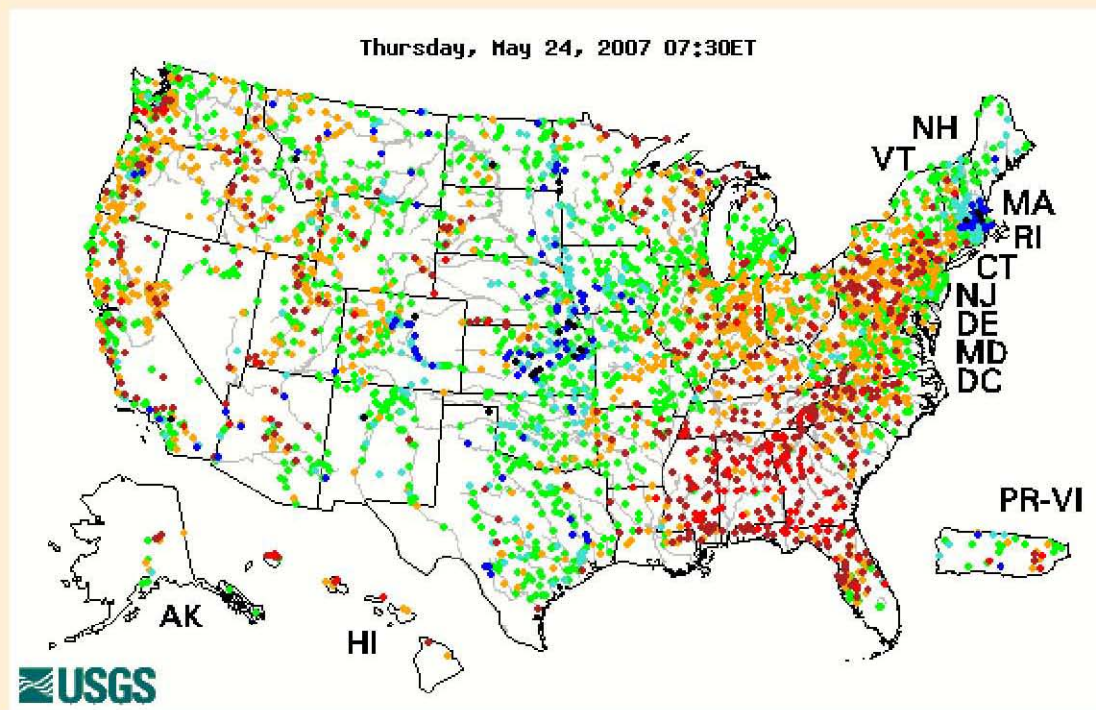 Thursday, May 24, 2007 07:30ET
NH
VT
MA
RI
CT
NJ
DE
MD
DC
PR-VI
AK
HI
USGS